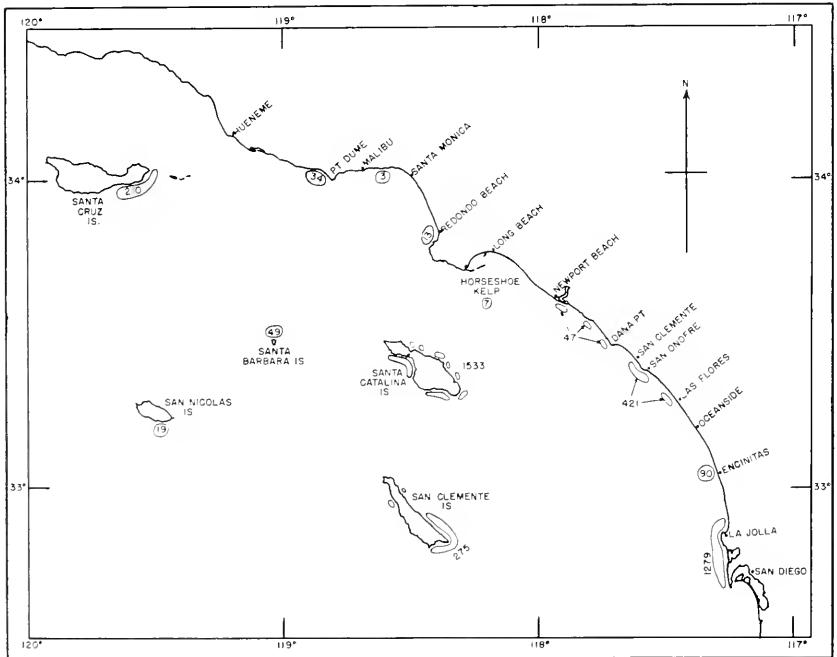 120°
119°
118°
117°
N
HUENEME
PT DUME
MALIBU
SANTA MONICA
34°
34°
34
3
20
SANTA
CRUZ
IS.
REDONDO BEACH
13
LONG BEACH
HORSESHOE
KELP
7
NEWPORT BEACH
49
SANTA
BARBARA IS
47
DANA PT
SAN CLEMENTE
SAN ONOFRE
1533
SANTA
CATALINA
IS
LAS FLORES
421
SAN NICOLAS
IS
19
OCEANSIDE
90
ENCINITAS
33°
33°
SAN CLEMENTE
IS
275
LA JOLLA
1279
SAN DIEGO
120°
119°
118°
117°